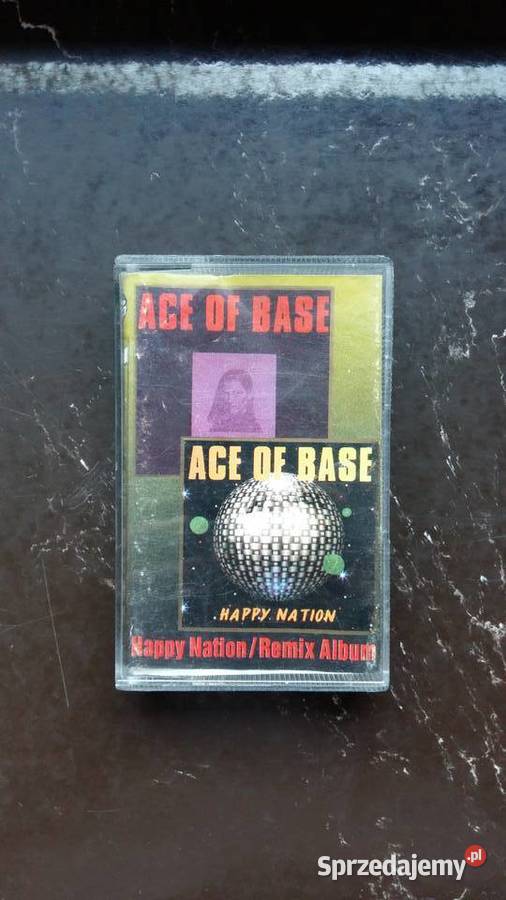 ACE OF BASE
ACE OF BASE
HAPPY NATION
Happy Nation/Remix Album
Sprzedajemy.pl